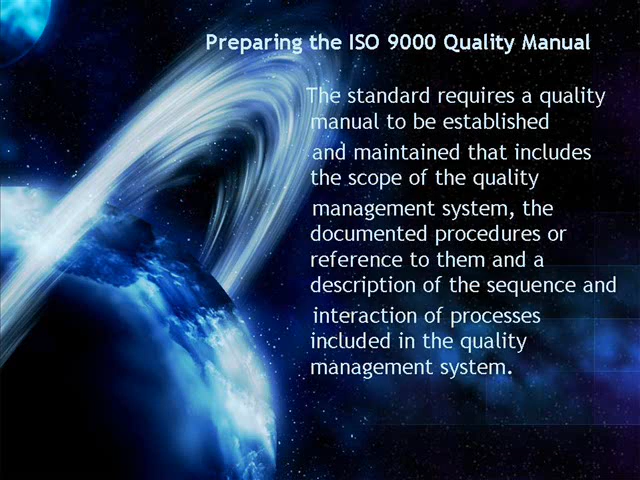 Preparing the ISO 9000 Quality Manual
The standard requires a quality
manual to be established
and maintained that includes
the scope of the quality
management system, the
documented procedures or
reference to them and a
description of the sequence and
interaction of processes
included in the quality
management system.